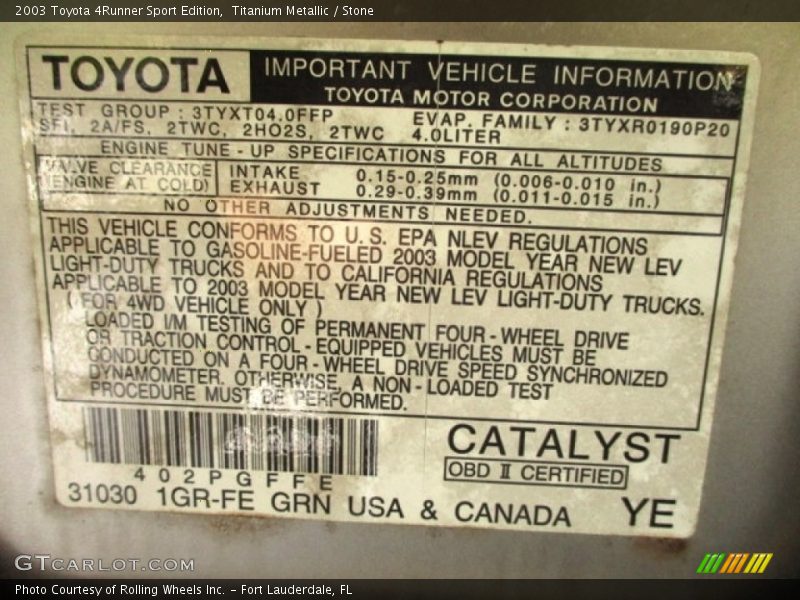 2003 Toyota 4Runner Sport Edition,  Titanium Metallic / Stone
TOYOTA
IMPORTANT VEHICLE INFORMATION
TOYOTA MOTOR CORPORATION
TEST GROUP : 3TYXT04.0FFP
EVAP. FAMILY : 3TYXR0190P20
SFI, 2A/FS, 2TWC, 2HO2S, 2TWC 4.0LITER
ENGINE TUNE - UP SPECIFICATIONS FOR ALL ALTITUDES
VALVE CLEARANCE
(ENGINE AT COLD)
INTAKE 0.15-0.25mm (0.006-0.010 in.)
EXHAUST 0.29-0.39mm (0.011-0.015 in.)
NO OTHER ADJUSTMENTS NEEDED.
THIS VEHICLE CONFORMS TO U.S. EPA NLEV REGULATIONS
APPLICABLE TO GASOLINE-FUELED 2003 MODEL YEAR NEW LEV
LIGHT-DUTY TRUCKS AND TO CALIFORNIA REGULATIONS
APPLICABLE TO 2003 MODEL YEAR NEW LEV LIGHT-DUTY TRUCKS.
( FOR 4WD VEHICLE ONLY )
LOADED I/M TESTING OF PERMANENT FOUR - WHEEL DRIVE
OR TRACTION CONTROL - EQUIPPED VEHICLES MUST BE
CONDUCTED ON A FOUR - WHEEL DRIVE SPEED SYNCHRONIZED
DYNAMOMETER. OTHERWISE, A NON - LOADED TEST
PROCEDURE MUST BE PERFORMED.
CATALYST
OBD II CERTIFIED
402PGFFE
31030 1GR-FE GRN USA & CANADA YE
GTcarlot.com
Photo Courtesy of Rolling Wheels Inc. – Fort Lauderdale, FL